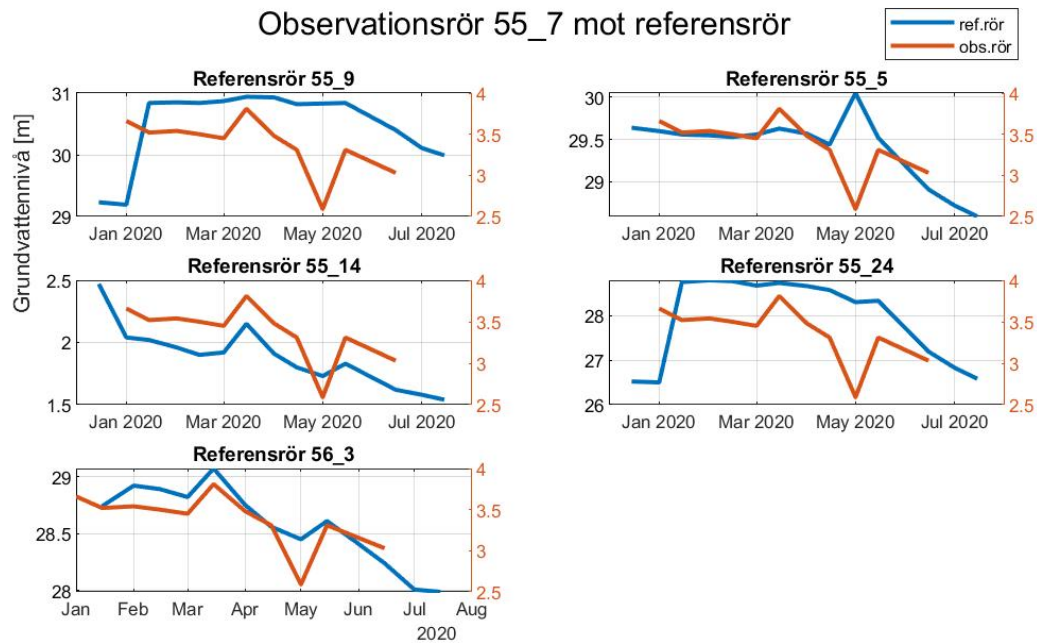 Observationsrör 55_7 mot referensrör
ref.rör
obs.rör
Grundvattennivå [m]
Referensrör 55_9
31
30
29
4
3.5
3
2.5
Jan 2020 Mar 2020 May 2020 Jul 2020
Referensrör 55_5
30
29.5
29
4
3.5
3
2.5
Jan 2020 Mar 2020 May 2020 Jul 2020
Referensrör 55_14
2.5
2
1.5
4
3.5
3
2.5
Jan 2020 Mar 2020 May 2020 Jul 2020
Referensrör 55_24
28
27
26
4
3.5
3
2.5
Jan 2020 Mar 2020 May 2020 Jul 2020
Referensrör 56_3
29
28.5
28
4
3.5
3
2.5
Jan Feb Mar Apr May Jun Jul Aug
2020